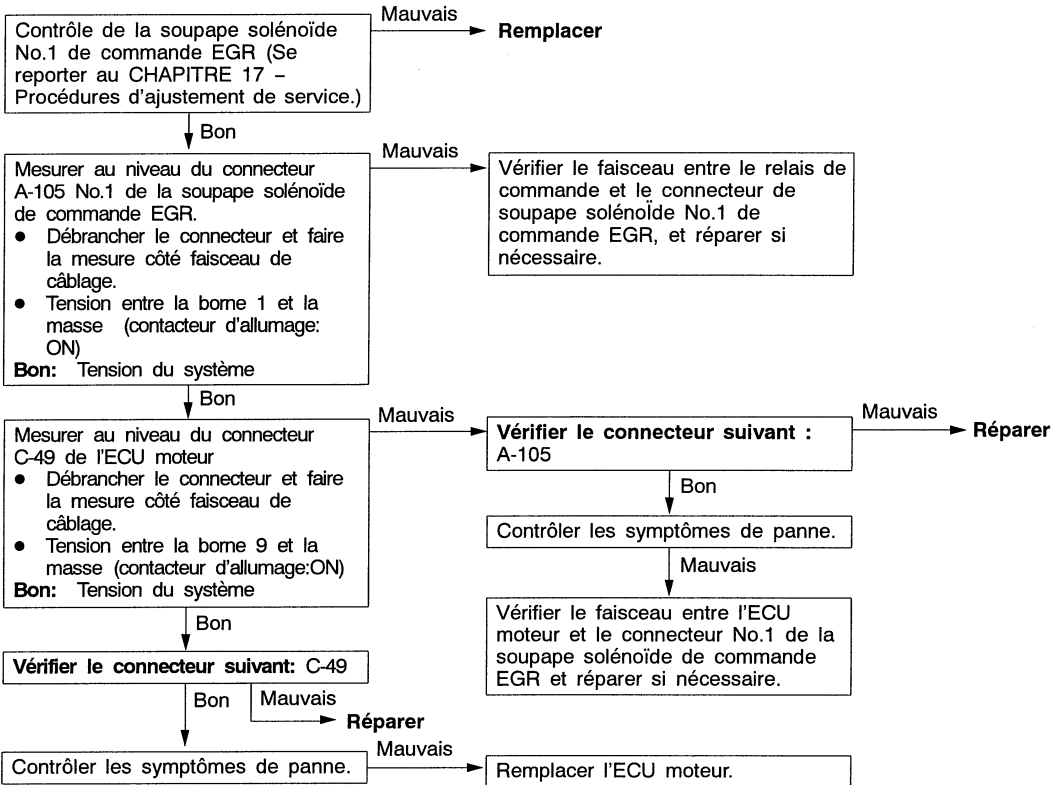 Contrôle de la soupape solénoïde
No.1 de commande EGR (Se
reporter au CHAPITRE 17 –
Procédures d'ajustement de service.)
Mauvais
Remplacer
Bon
Mesurer au niveau du connecteur
A-105 No.1 de la soupape solénoïde
de commande EGR.
● Débrancher le connecteur et faire
la mesure côté faisceau de
câblage.
● Tension entre la borne 1 et la
masse (contacteur d'allumage:
ON)
Bon: Tension du système
Mauvais
Vérifier le faisceau entre le relais de
commande et le connecteur de
soupape solénoïde No.1 de
commande EGR, et réparer si
nécessaire.
Bon
Mesurer au niveau du connecteur
C-49 de l'ECU moteur
● Débrancher le connecteur et faire
la mesure côté faisceau de
câblage.
● Tension entre la borne 9 et la
masse (contacteur d'allumage:ON)
Bon: Tension du système
Mauvais
Vérifier le connecteur suivant :
A-105
Mauvais
Réparer
Bon
Contrôler les symptômes de panne.
Mauvais
Vérifier le faisceau entre l'ECU
moteur et le connecteur No.1 de la
soupape solénoïde de commande
EGR et réparer si nécessaire.
Bon
Vérifier le connecteur suivant: C-49
Bon
Mauvais
Réparer
Contrôler les symptômes de panne.
Mauvais
Remplacer l'ECU moteur.